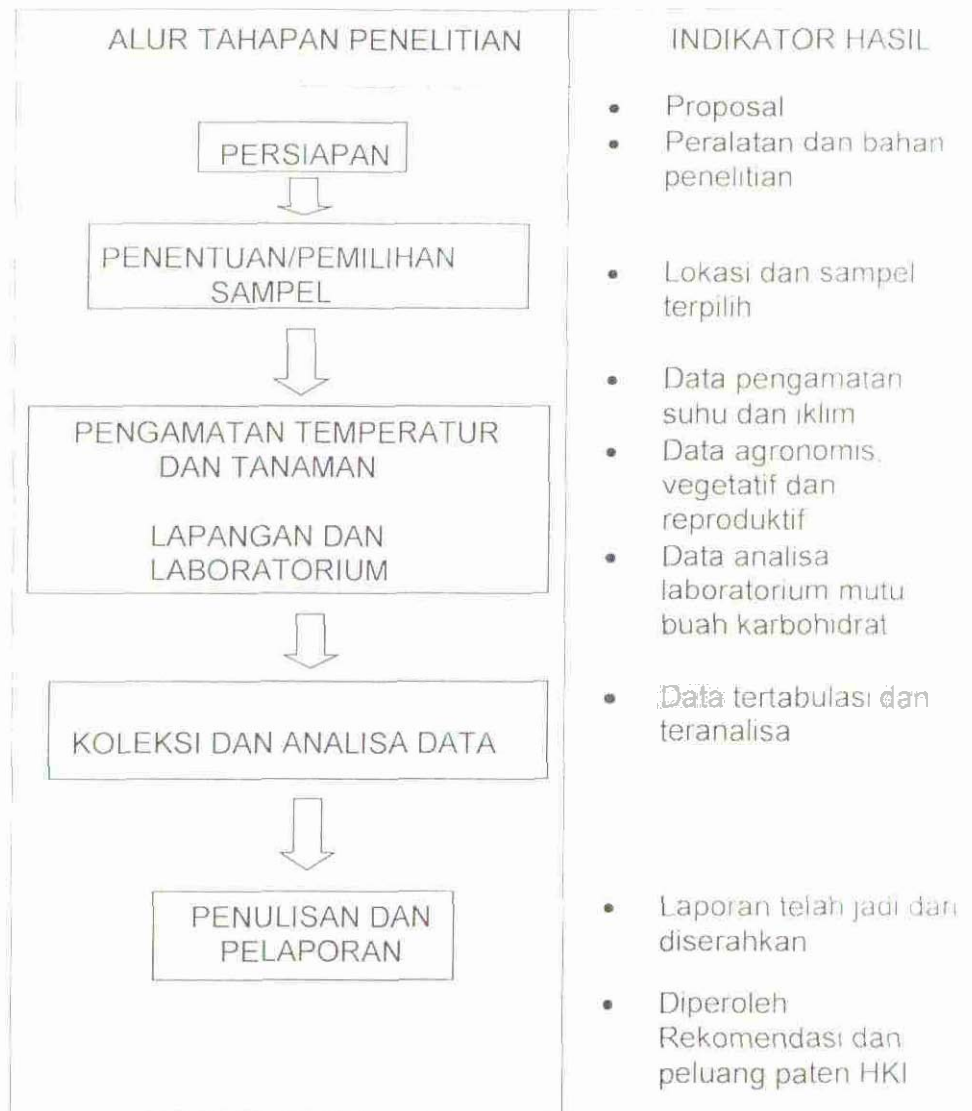 ALUR TAHAPAN PENELITIAN
PERSIAPAN
PENENTUAN/PEMILIHAN
SAMPEL
PENGAMATAN TEMPERATUR
DAN TANAMAN
LAPANGAN DAN
LABORATORIUM
KOLEKSI DAN ANALISA DATA
PENULISAN DAN
PELAPORAN
INDIKATOR HASIL
• Proposal
• Peralatan dan bahan
penelitian
• Lokasi dan sampel
terpilih
• Data pengamatan
suhu dan iklim
• Data agronomis,
vegetatif dan
reproduktif
• Data analisa
laboratorium mutu
buah karbohidrat
• Data tertabulasi dan
teranalisa
• Laporan telah jadi dan
diserahkan
• Diperoleh
Rekomendasi dan
peluang paten HKI